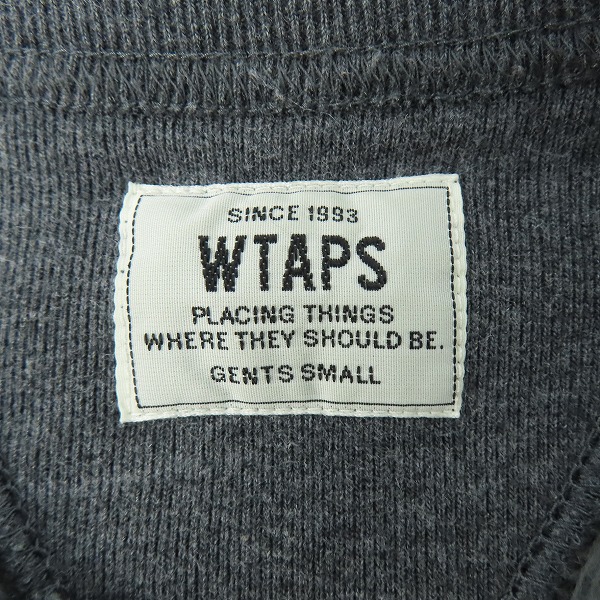 SINCE 1993
WTAPS
PLACING THINGS
WHERE THEY SHOULD BE.
GENTS SMALL